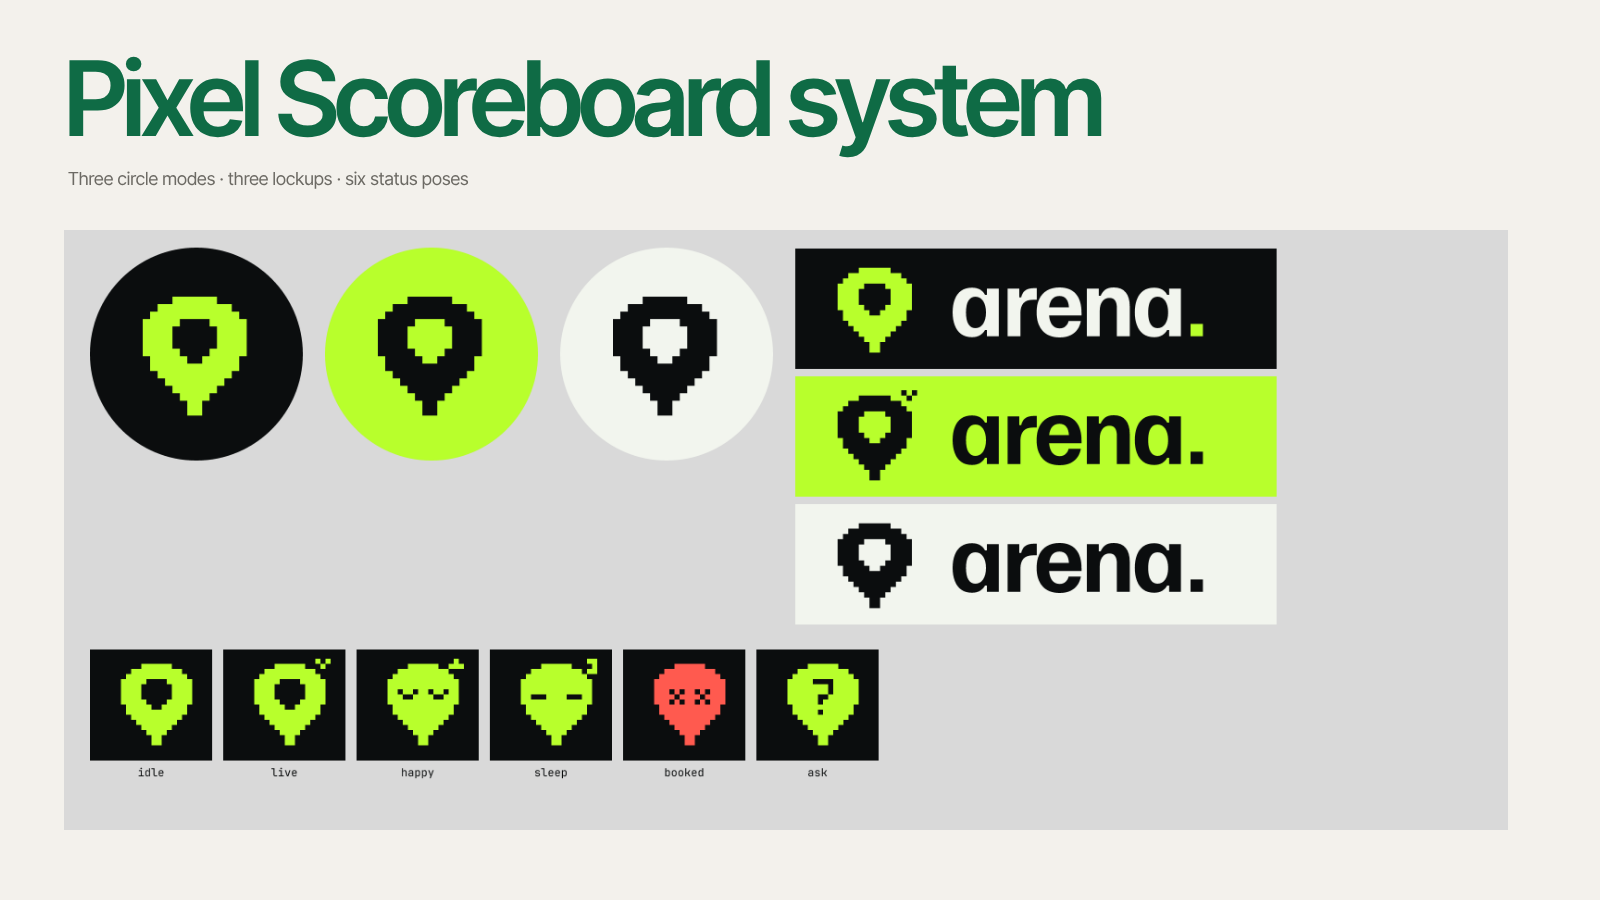 Pixel Scoreboard system
Three circle modes · three lockups · six status poses
arena.
arena.
arena.
?
idle
live
happy
sleep
booked
ask